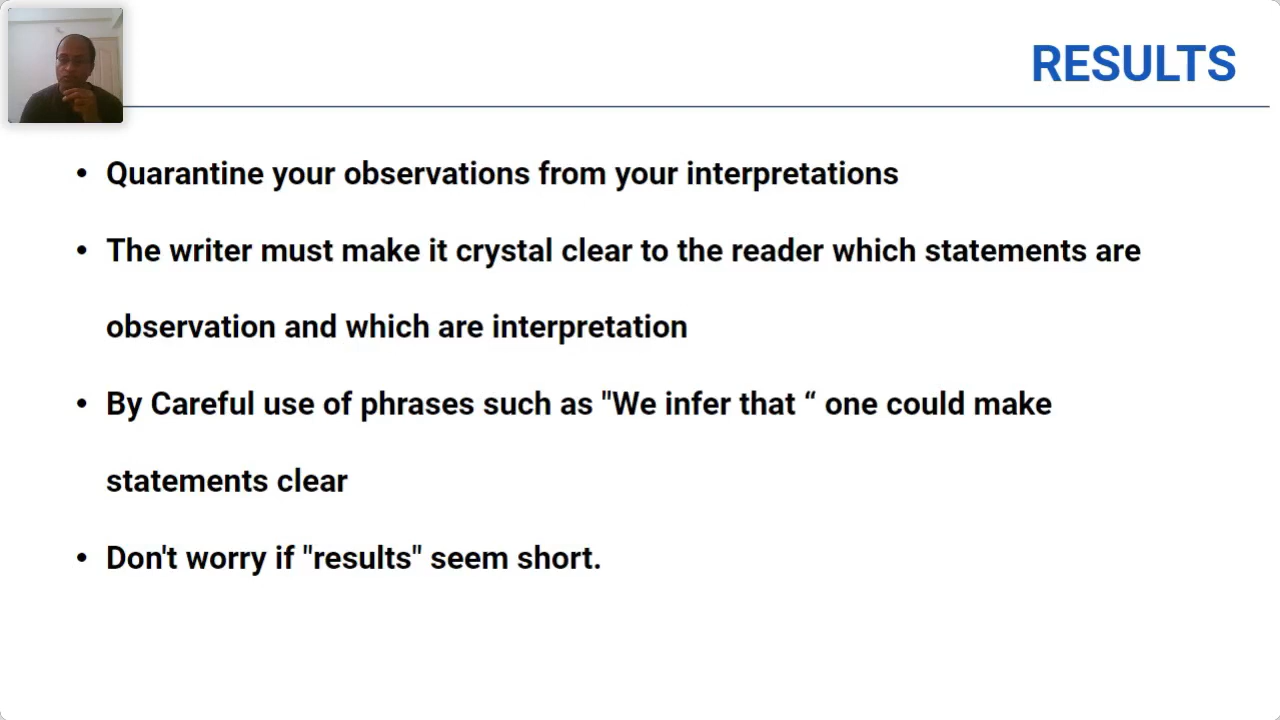 RESULTS
• Quarantine your observations from your interpretations
• The writer must make it crystal clear to the reader which statements are
observation and which are interpretation
• By Careful use of phrases such as "We infer that “ one could make
statements clear
• Don't worry if "results" seem short.